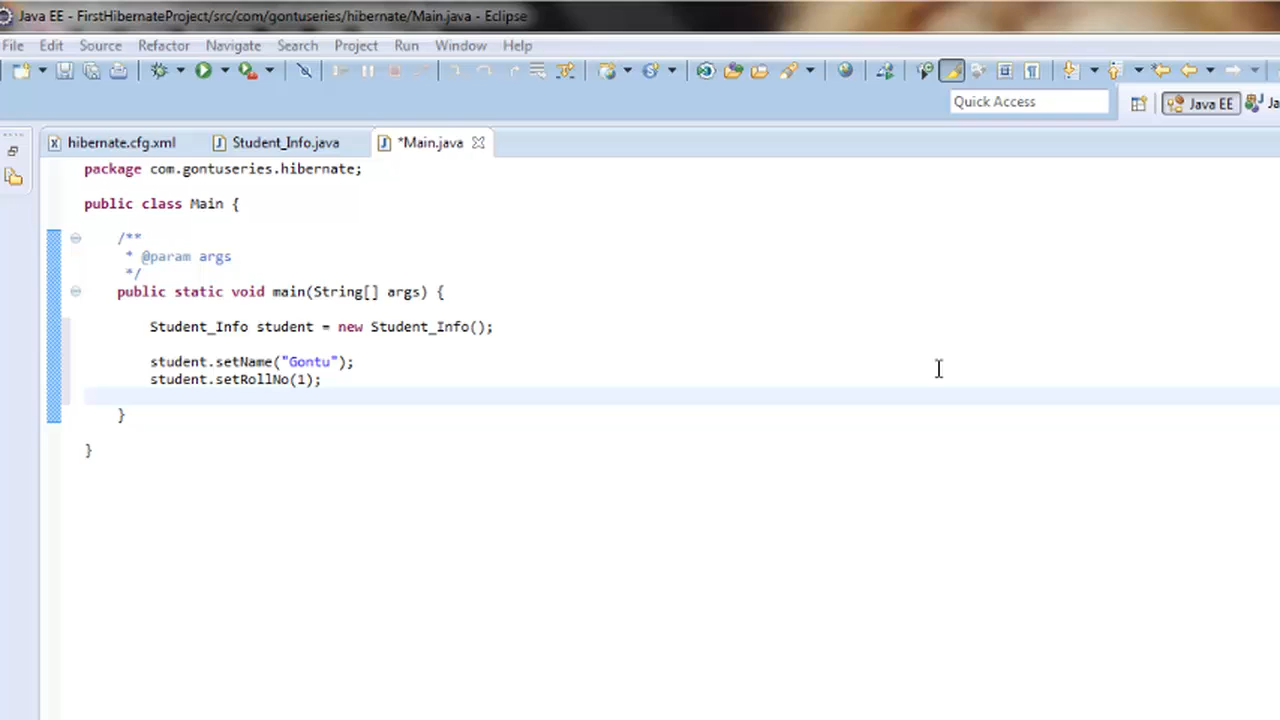 Java EE - FirstHibernateProject/src/com/gontuseries/hibernate/Main.java - Eclipse
File Edit Source Refactor Navigate Search Project Run Window Help
Quick Access
Java EE
Ja
hibernate.cfg.xml Student_Info.java *Main.java
package com.gontuseries.hibernate;
public class Main {
/**
* @param args
*/
public static void main(String[] args) {
Student_Info student = new Student_Info();
student.setName("Gontu");
student.setRollNo(1);
}
}